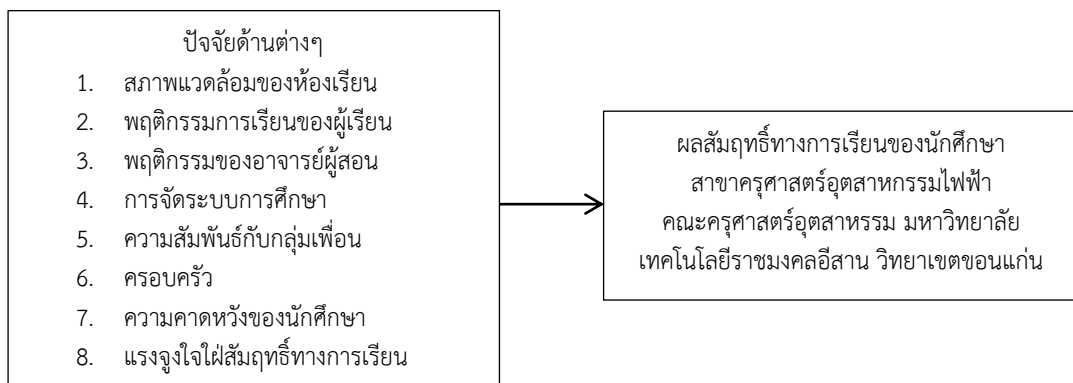 ปัจจัยด้านต่างๆ
1. สภาพแวดล้อมของห้องเรียน
2. พฤติกรรมการเรียนของผู้เรียน
3. พฤติกรรมของอาจารย์ผู้สอน
4. การจัดระบบการศึกษา
5. ความสัมพันธ์กับกลุ่มเพื่อน
6. ครอบครัว
7. ความคาดหวังของนักศึกษา
8. แรงจูงใจใฝ่สัมฤทธิ์ทางการเรียน
ผลสัมฤทธิ์ทางการเรียนของนักศึกษา
สาขาครุศาสตร์อุตสาหกรรมไฟฟ้า
คณะครุศาสตร์อุตสาหรรม มหาวิทยาลัย
เทคโนโลยีราชมงคลอีสาน วิทยาเขตขอนแก่น